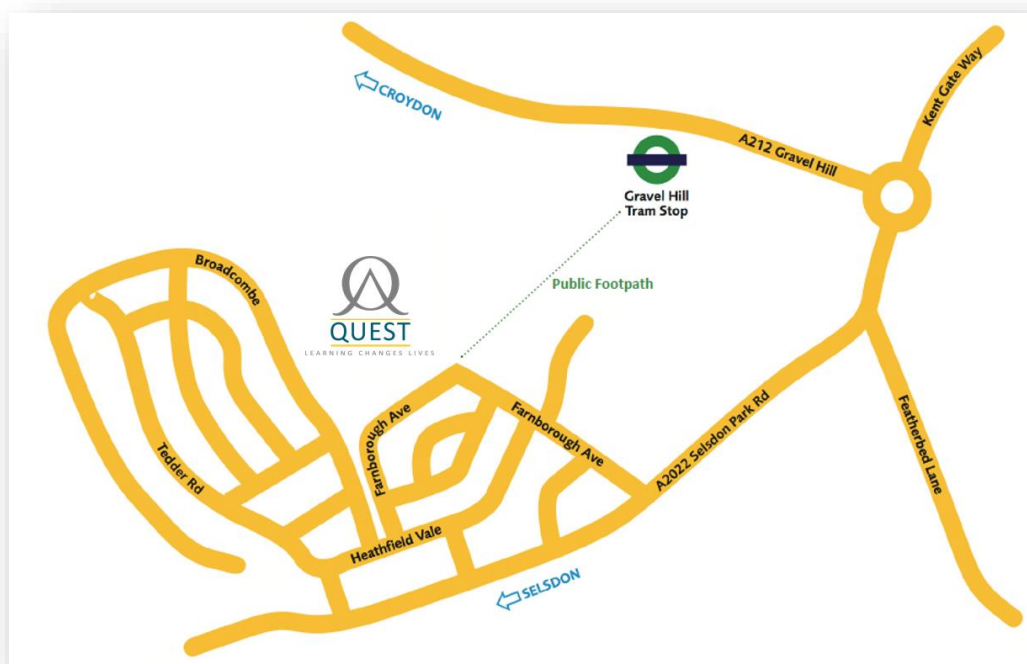 Kent Gate Way
CROYDON
A212 Gravel Hill
Gravel Hill
Tram Stop
Public Footpath
Broadcombe
QUEST
LEARNING CHANGES LIVES
Farnborough Ave
Farnborough Ave
A2022 Selsdon Park Rd
Featherbed Lane
Tedder Rd
Heathfield Vale
SELSDON